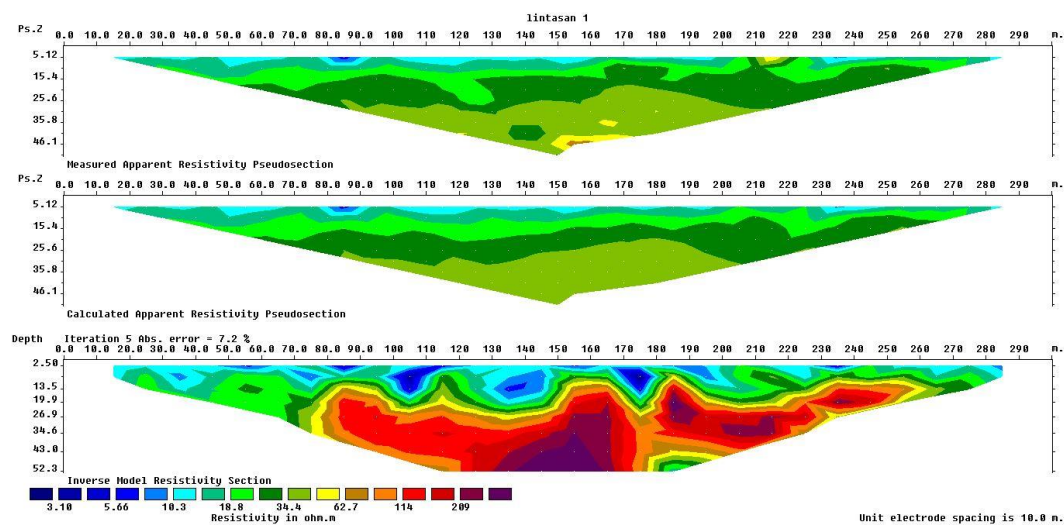 lintasan 1
Ps.Z 0.0 10.0 20.0 30.0 40.0 50.0 60.0 70.0 80.0 90.0 100 110 120 130 140 150 160 170 180 190 200 210 220 230 240 250 260 270 280 290 m.
5.12
15.4
25.6
35.8
46.1
Measured Apparent Resistivity Pseudosection
Ps.Z 0.0 10.0 20.0 30.0 40.0 50.0 60.0 70.0 80.0 90.0 100 110 120 130 140 150 160 170 180 190 200 210 220 230 240 250 260 270 280 290 m.
5.12
15.4
25.6
35.8
46.1
Calculated Apparent Resistivity Pseudosection
Depth Iteration 5 Abs. error = 7.2 %
0.0 10.0 20.0 30.0 40.0 50.0 60.0 70.0 80.0 90.0 100 110 120 130 140 150 160 170 180 190 200 210 220 230 240 250 260 270 280 290 m.
2.50
13.5
19.9
26.9
34.6
43.0
52.3
Inverse Model Resistivity Section
3.10 5.66 10.3 18.8 34.4 62.7 114 209
Resistivity in ohm.m Unit electrode spacing is 10.0 m.